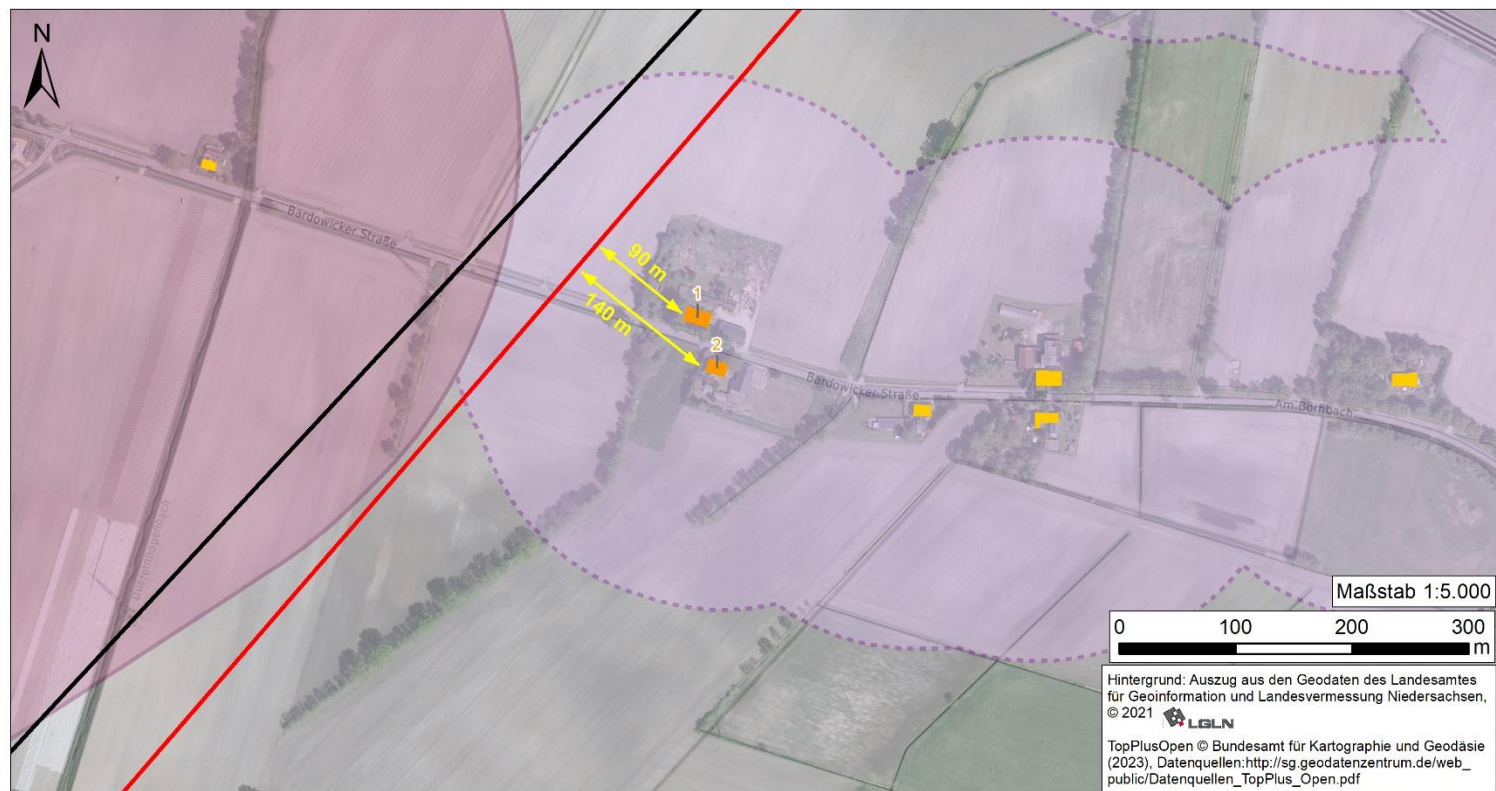 N
Bardowicker Straße
90 m
1
140 m
2
Bardowicker Straße
Am Bornbach
Maßstab 1:5.000
0 100 200 300
m
Hintergrund: Auszug aus den Geodaten des Landesamtes
für Geoinformation und Landesvermessung Niedersachsen,
© 2021 LGLN
TopPlusOpen © Bundesamt für Kartographie und Geodäsie
(2023), Datenquellen:http://sg.geodatenzentrum.de/web_
public/Datenquellen_TopPlus_Open.pdf